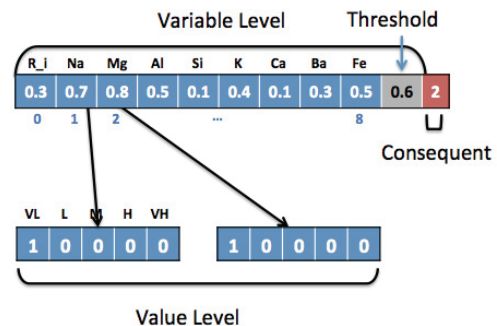 Variable Level
Threshold
R_i Na Mg Al Si K Ca Ba Fe
0.3 0.7 0.8 0.5 0.1 0.4 0.1 0.3 0.5 0.6 2
0 1 2 ... 8
Consequent
VL L M H VH
1 0 0 0 0 1 0 0 0 0
Value Level